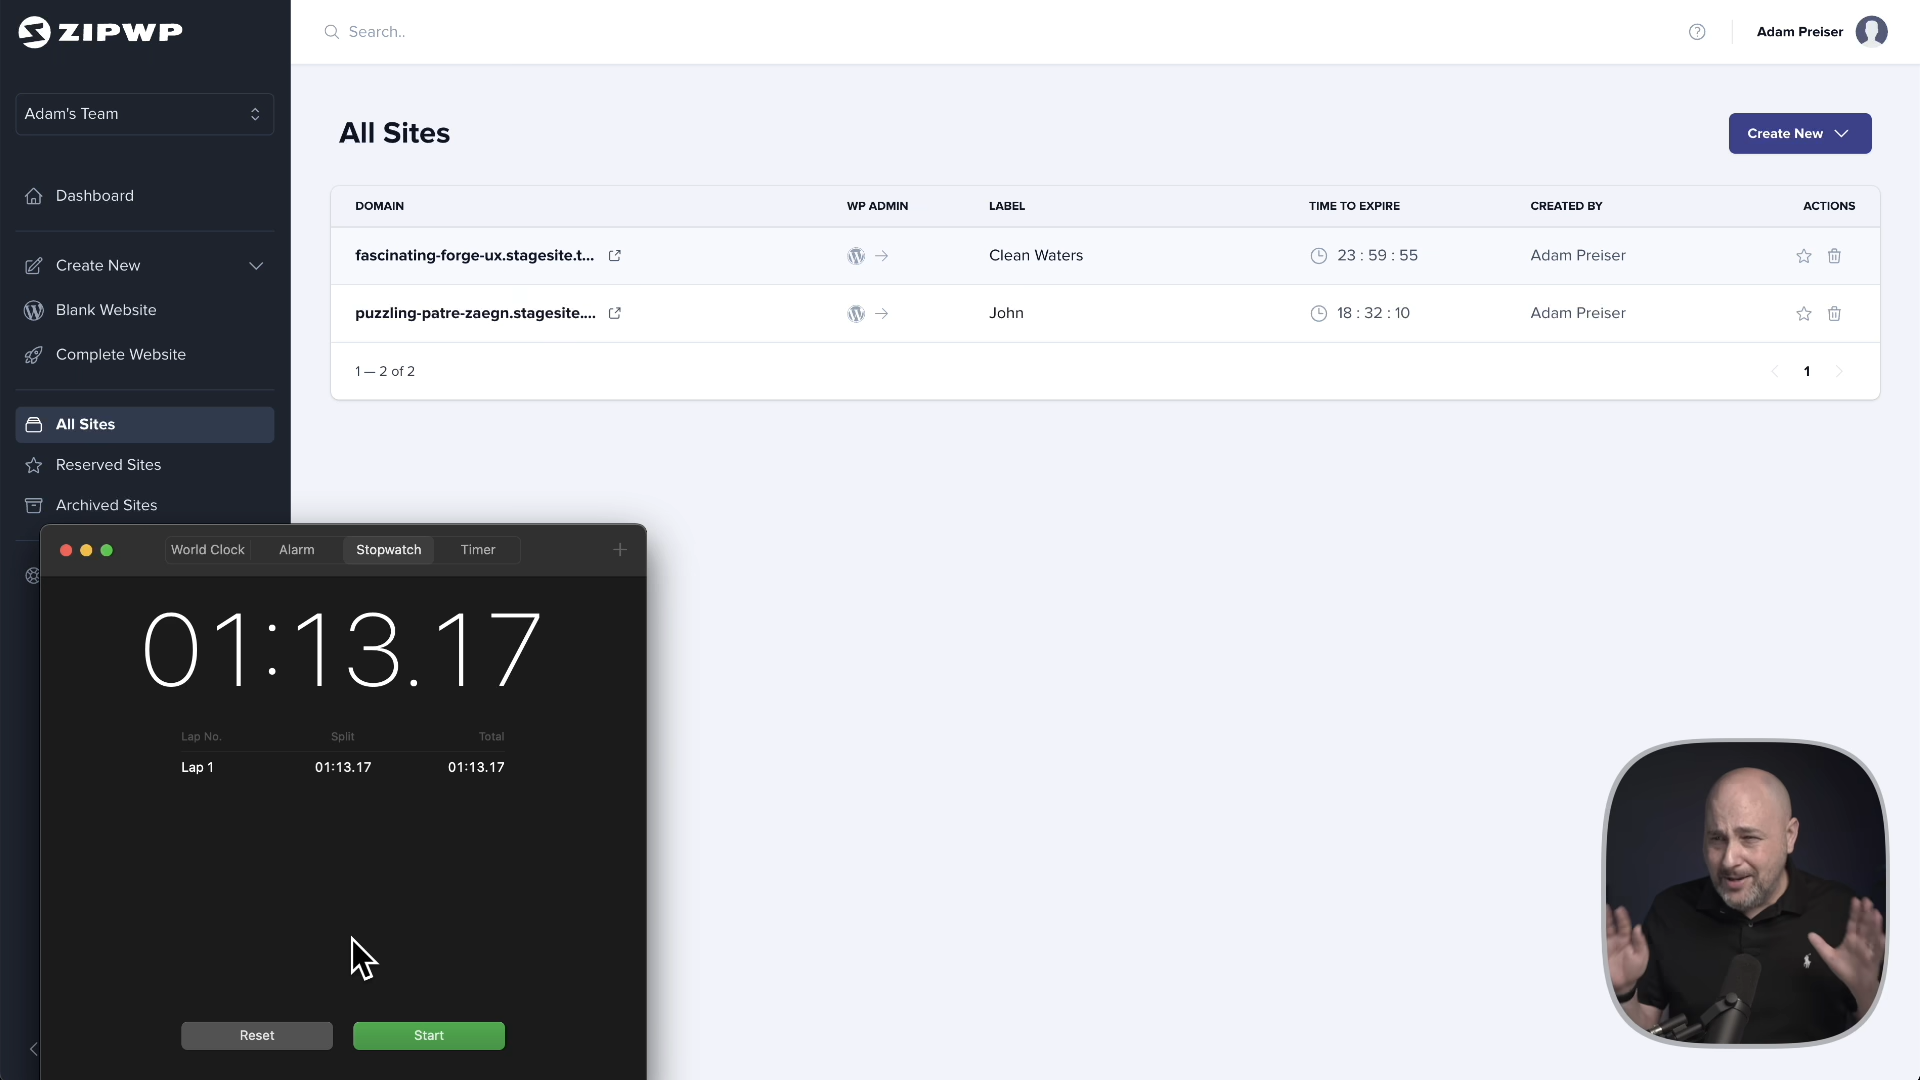 ZIPWP
Search..
Adam Preiser
Adam's Team
All Sites
Create New
Dashboard
DOMAIN WP ADMIN LABEL TIME TO EXPIRE CREATED BY ACTIONS
fascinating-forge-ux.stagesite.t... Clean Waters 23 : 59 : 55 Adam Preiser
puzzling-patre-zaegn.stagesite.... John 18 : 32 : 10 Adam Preiser
1 — 2 of 2 1
Create New
Blank Website
Complete Website
All Sites
Reserved Sites
Archived Sites
World Clock Alarm Stopwatch Timer
01:13.17
Lap No. Split Total
Lap 1 01:13.17 01:13.17
Reset Start